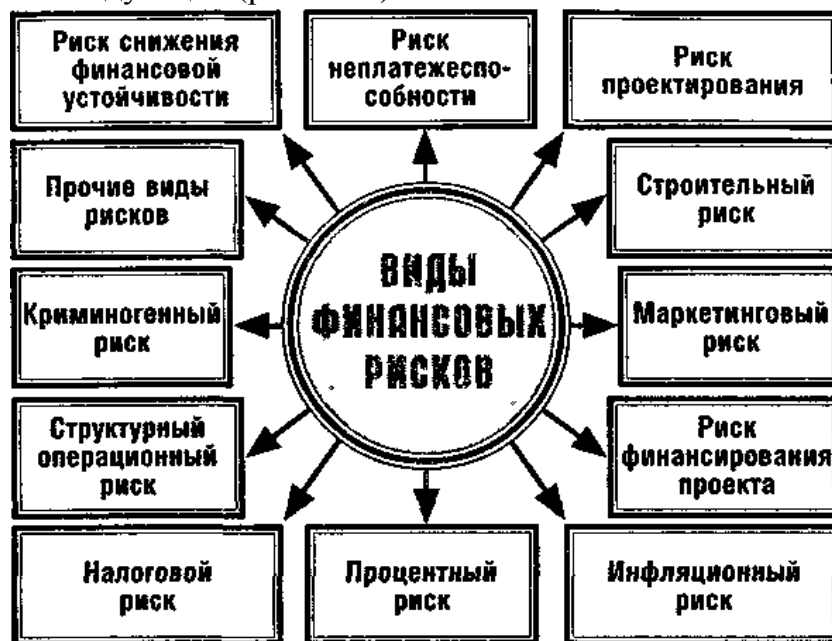 Риск снижения
финансовой
устойчивости
Риск
неплатежеспо-
собности
Риск
проектирования
Прочие виды
рисков
Строительный
риск
ВИДЫ
ФИНАНСОВЫХ
РИСКОВ
Криминогенный
риск
Маркетинговый
риск
Структурный
операционный
риск
Риск
финансирования
проекта
Налоговой
риск
Процентный
риск
Инфляционный
риск